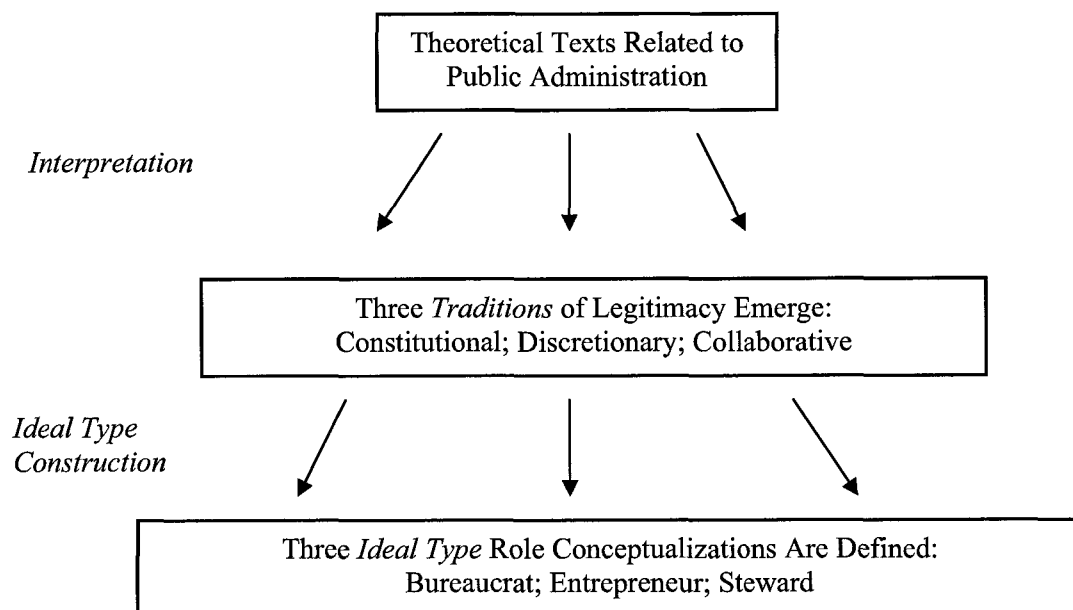 Theoretical Texts Related to
Public Administration
Interpretation
Three Traditions of Legitimacy Emerge:
Constitutional; Discretionary; Collaborative
Ideal Type
Construction
Three Ideal Type Role Conceptualizations Are Defined:
Bureaucrat; Entrepreneur; Steward